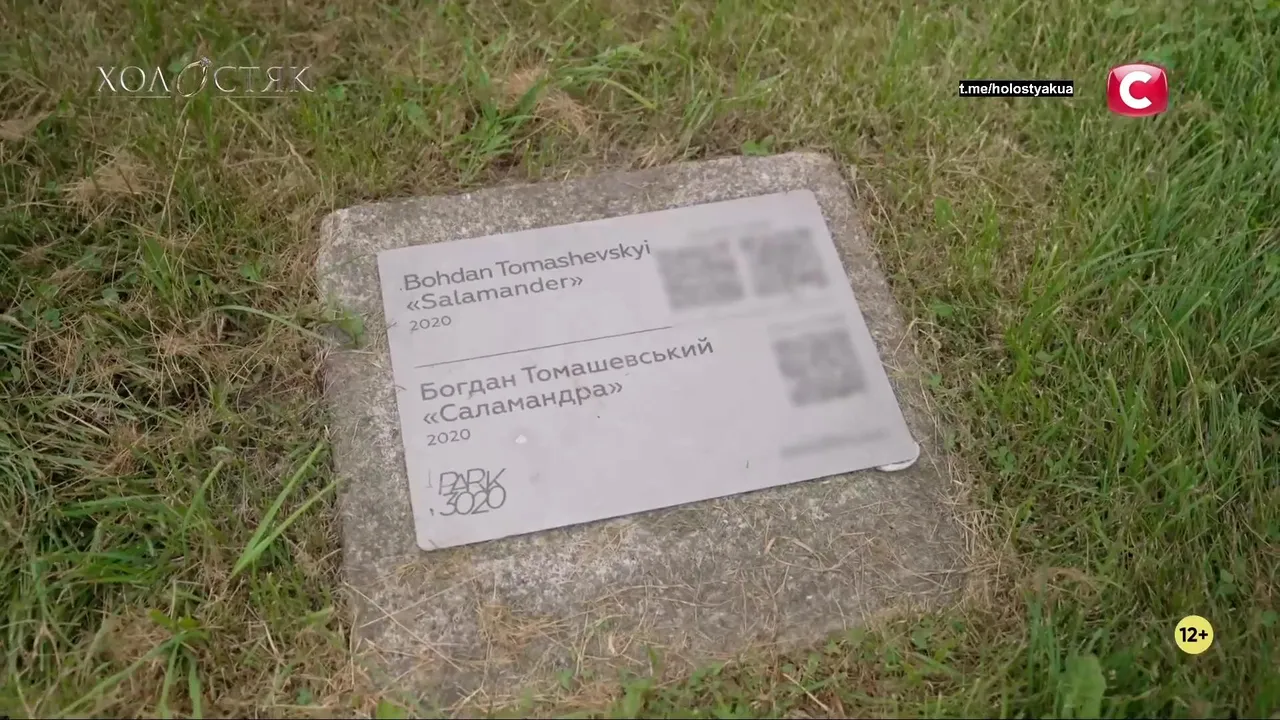 ХОЛОСТЯК
t.me/holostyakua
C
Bohdan Tomashevskyi
«Salamander»
2020
Богдан Томашевський
«Саламандра»
2020
PARK
3020
12+